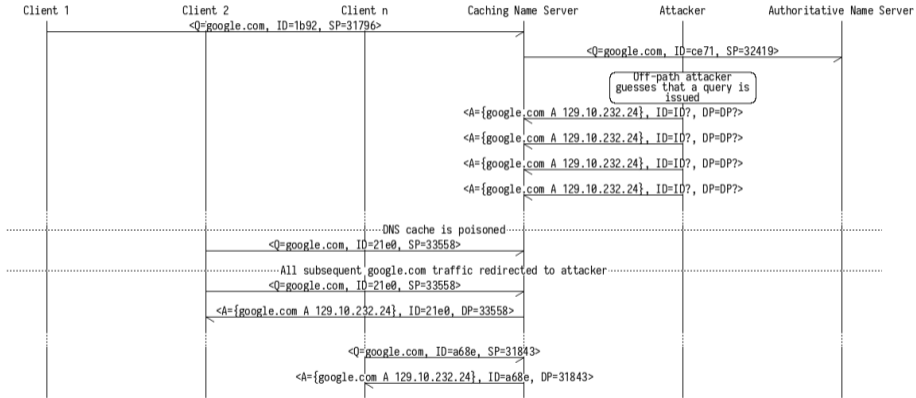 Client 1 Client 2 Client n Caching Name Server Attacker Authoritative Name Server
<Q=google.com, ID=1b92, SP=31796>
<Q=google.com, ID=ce71, SP=32419>
Off-path attacker
guesses that a query is
issued
<A={google.com A 129.10.232.24}, ID=ID?, DP=DP?>
<A={google.com A 129.10.232.24}, ID=ID?, DP=DP?>
<A={google.com A 129.10.232.24}, ID=ID?, DP=DP?>
<A={google.com A 129.10.232.24}, ID=ID?, DP=DP?>
DNS cache is poisoned
<Q=google.com, ID=21e0, SP=33558>
All subsequent google.com traffic redirected to attacker
<Q=google.com, ID=21e0, SP=33558>
<A={google.com A 129.10.232.24}, ID=21e0, DP=33558>
<Q=google.com, ID=a68e, SP=31843>
<A={google.com A 129.10.232.24}, ID=a68e, DP=31843>